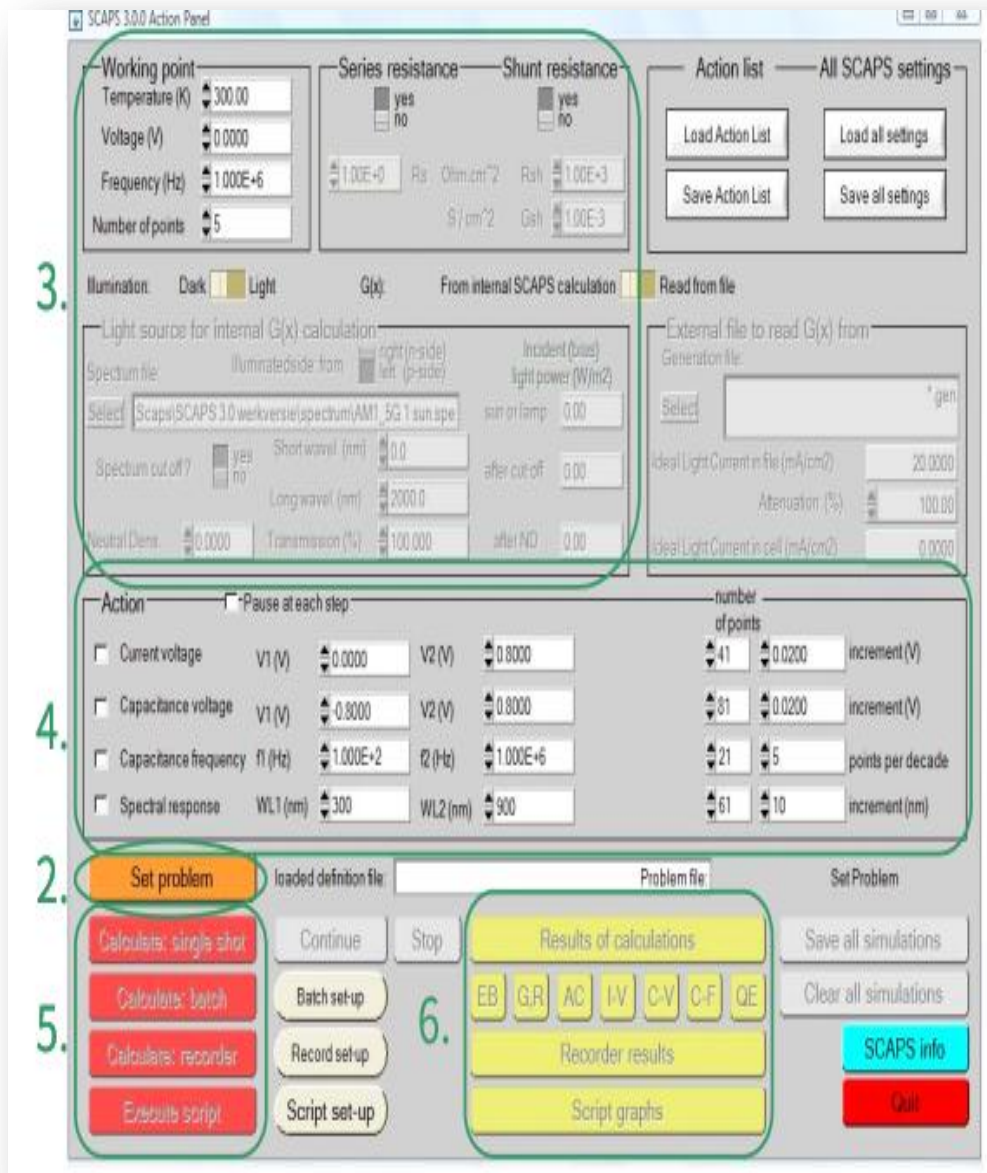 SCAPS 3.0.0 Action Panel
Working point
Temperature (K) 300.00
Voltage (V) 0.0000
Frequency (Hz) 1.000E+6
Number of points 5
Series resistance
yes
no
Shunt resistance
yes
no
1.00E+0 Rs Ohm.cm^2 Rsh 1.00E+3
S / cm^2 Gsh 1.00E-3
Action list
Load Action List
Save Action List
All SCAPS settings
Load all settings
Save all settings
3.
Illumination: Dark Light G(x): From internal SCAPS calculation Read from file
Light source for internal G(x) calculation
Illuminatedside: from right (n-side)
left (p-side)
Incident (bias)
light power (W/m2)
Spectrum file:
Select Scaps\SCAPS 3.0 werkversie\spectrum\AM1_5G 1 sun.spe
sun or lamp 0.00
Spectrum cut off ? yes
no
Short wavel. (nm) 0.0
Long wavel. (nm) 2000.0
after cut-off 0.00
Neutral Dens. 0.0000 Transmission (%) 100.000 after ND 0.00
External file to read G(x) from
Generation file:
Select *.gen
Ideal Light Current in file (mA/cm2) 20.0000
Attenuation (%) 100.00
Ideal Light Current in cell (mA/cm2) 0.0000
4.
Action Pause at each step number
of points
Current voltage V1 (V) 0.0000 V2 (V) 0.8000 41 0.0200 increment (V)
Capacitance voltage V1 (V) -0.8000 V2 (V) 0.8000 81 0.0200 increment (V)
Capacitance frequency f1 (Hz) 1.000E+2 f2 (Hz) 1.000E+6 21 5 points per decade
Spectral response WL1 (nm) 300 WL2 (nm) 900 61 10 increment (nm)
2.
Set problem loaded definition file: Problem file: Set Problem
5.
Calculate: single shot Continue Stop Results of calculations Save all simulations
Calculate: batch Batch set-up 6. EB G,R AC I-V C-V C-F QE Clear all simulations
Calculate: recorder Record set-up Recorder results SCAPS info
Execute script Script set-up Script graphs Quit